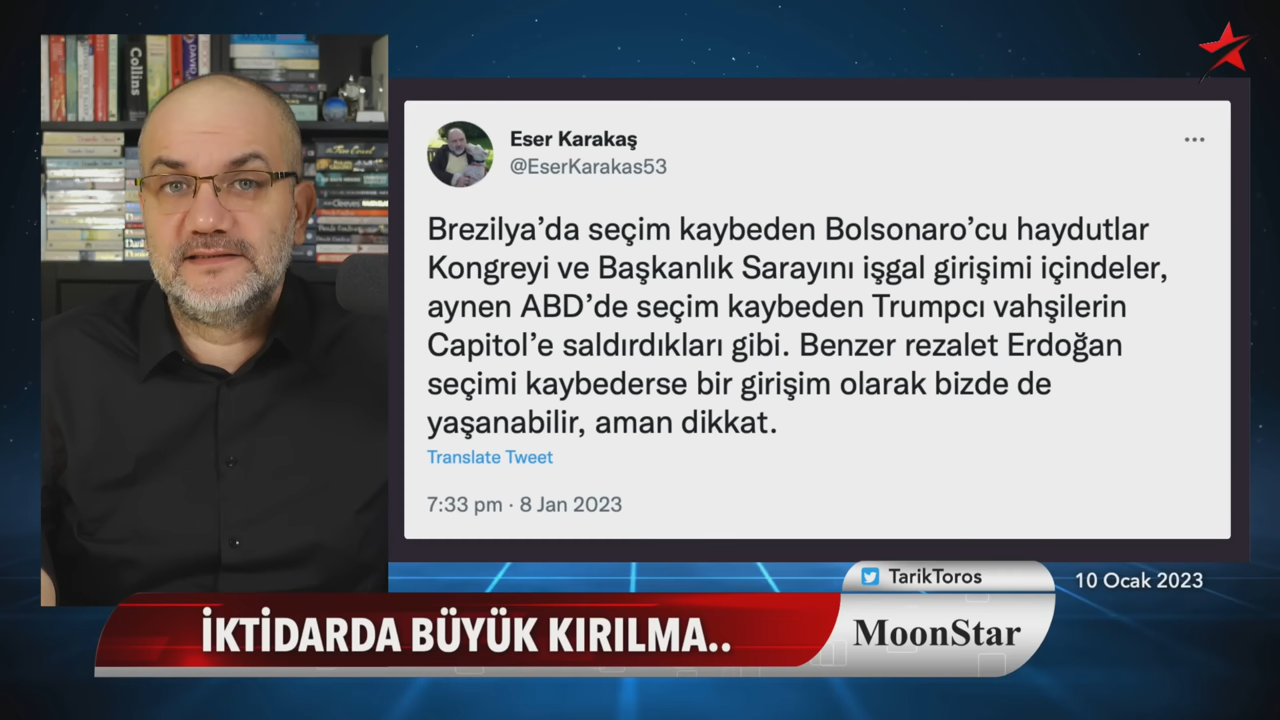 Collins
Eser Karakaş
@EserKarakas53
Brezilya’da seçim kaybeden Bolsonaro’cu haydutlar
Kongreyi ve Başkanlık Sarayını işgal girişimi içindeler,
aynen ABD’de seçim kaybeden Trumpcı vahşilerin
Capitol’e saldırdıkları gibi. Benzer rezalet Erdoğan
seçimi kaybederse bir girişim olarak bizde de
yaşanabilir, aman dikkat.
Translate Tweet
7:33 pm · 8 Jan 2023
TarikToros
10 Ocak 2023
İKTİDARDA BÜYÜK KIRILMA..
MoonStar